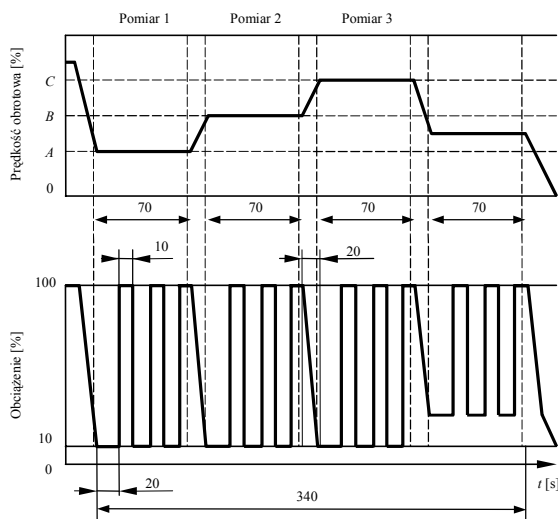 Pomiar 1 Pomiar 2 Pomiar 3
Prędkość obrotowa [%]
C
B
A
0
70 70 70 70
10 20
Obciążenie [%]
100
10
0
t [s]
20
340